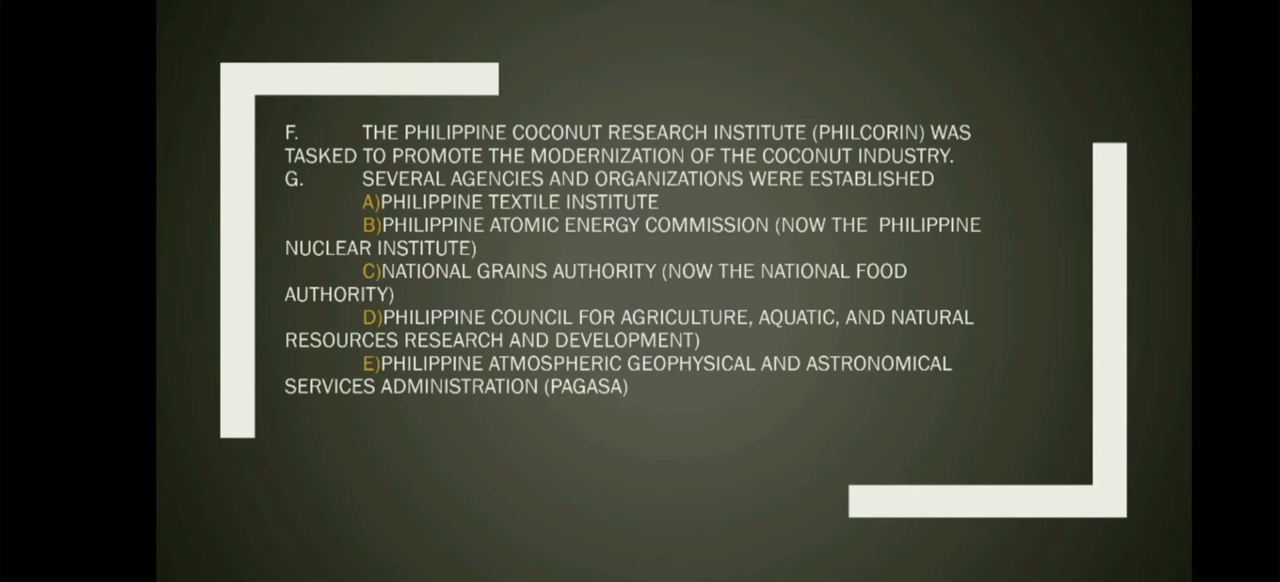 F. THE PHILIPPINE COCONUT RESEARCH INSTITUTE (PHILCORIN) WAS
TASKED TO PROMOTE THE MODERNIZATION OF THE COCONUT INDUSTRY.
G. SEVERAL AGENCIES AND ORGANIZATIONS WERE ESTABLISHED
A)PHILIPPINE TEXTILE INSTITUTE
B)PHILIPPINE ATOMIC ENERGY COMMISSION (NOW THE PHILIPPINE
NUCLEAR INSTITUTE)
C)NATIONAL GRAINS AUTHORITY (NOW THE NATIONAL FOOD
AUTHORITY)
D)PHILIPPINE COUNCIL FOR AGRICULTURE, AQUATIC, AND NATURAL
RESOURCES RESEARCH AND DEVELOPMENT)
E)PHILIPPINE ATMOSPHERIC GEOPHYSICAL AND ASTRONOMICAL
SERVICES ADMINISTRATION (PAGASA)